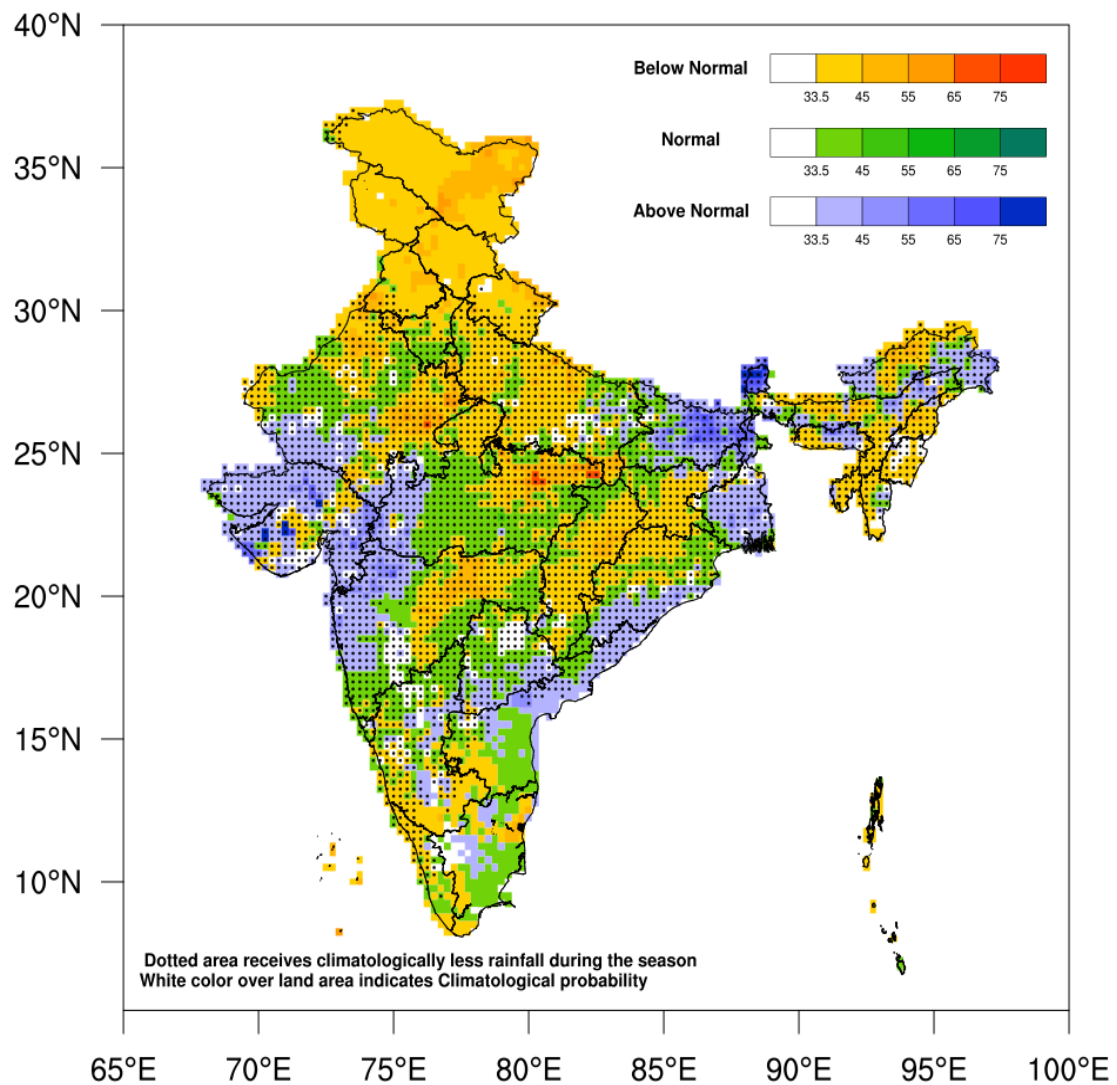 40°N
35°N
30°N
25°N
20°N
15°N
10°N
65°E 70°E 75°E 80°E 85°E 90°E 95°E 100°E
Below Normal
33.5 45 55 65 75
Normal
33.5 45 55 65 75
Above Normal
33.5 45 55 65 75
Dotted area receives climatologically less rainfall during the season
White color over land area indicates Climatological probability